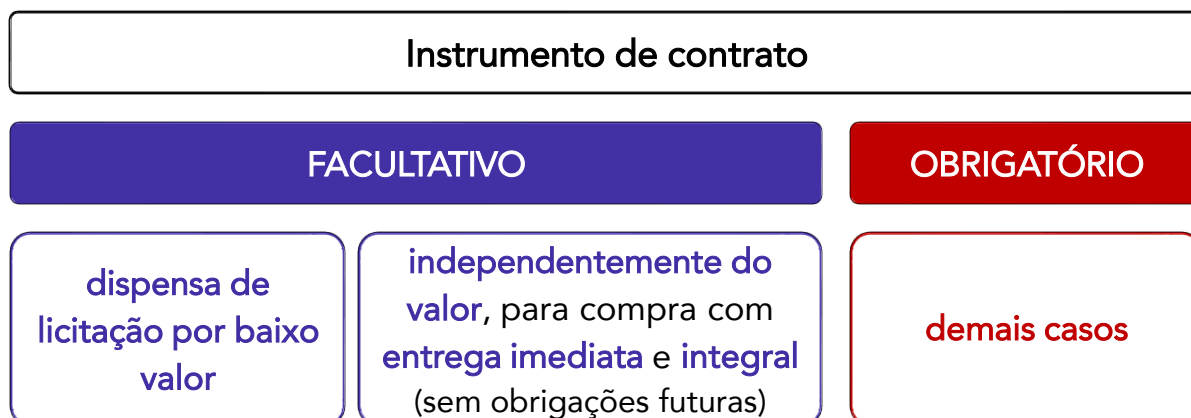 Instrumento de contrato
FACULTATIVO
OBRIGATÓRIO
dispensa de
licitação por baixo
valor
independentemente do
valor, para compra com
entrega imediata e integral
(sem obrigações futuras)
demais casos